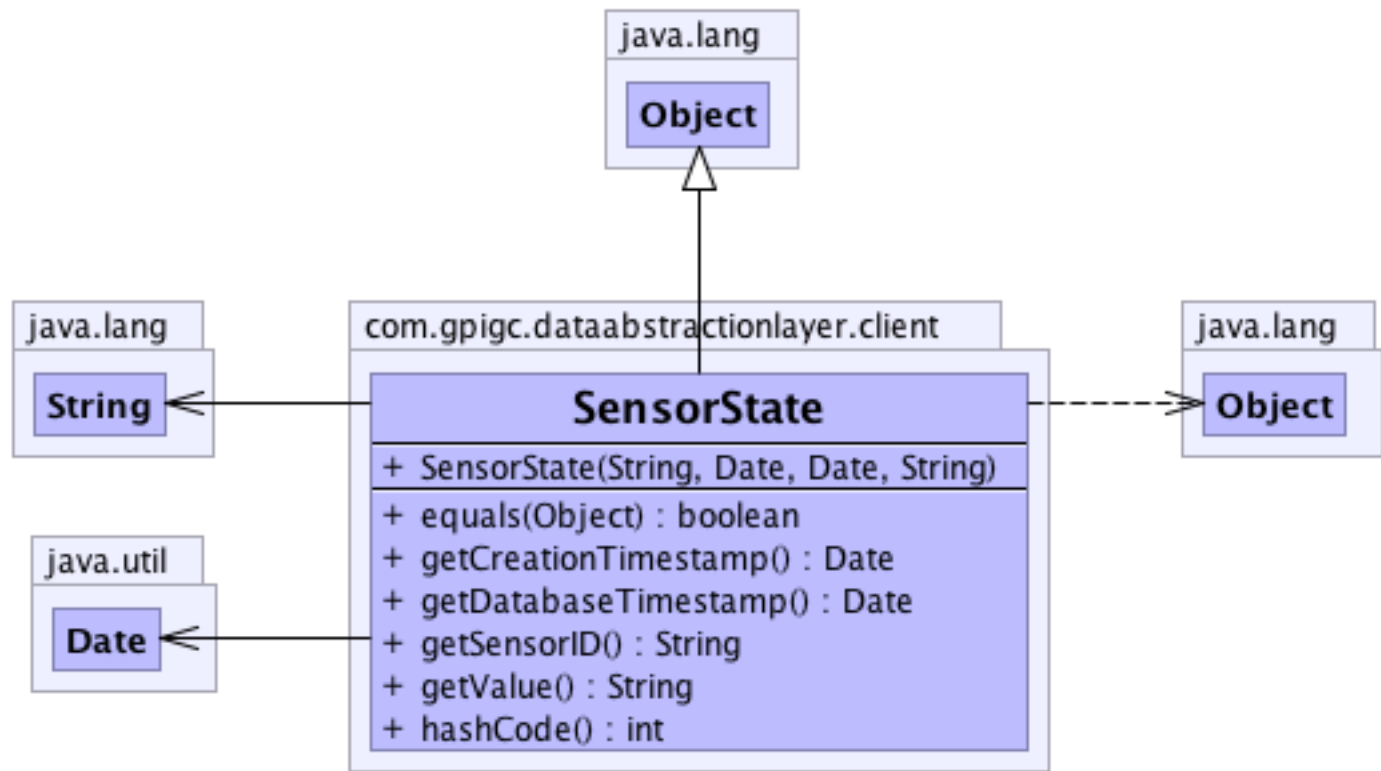 java.lang
Object
java.lang
String
com.gpigc.dataabstractionlayer.client
java.lang
Object
SensorState
+ SensorState(String, Date, Date, String)
+ equals(Object) : boolean
+ getCreationTimestamp() : Date
+ getDatabaseTimestamp() : Date
+ getSensorID() : String
+ getValue() : String
+ hashCode() : int
java.util
Date